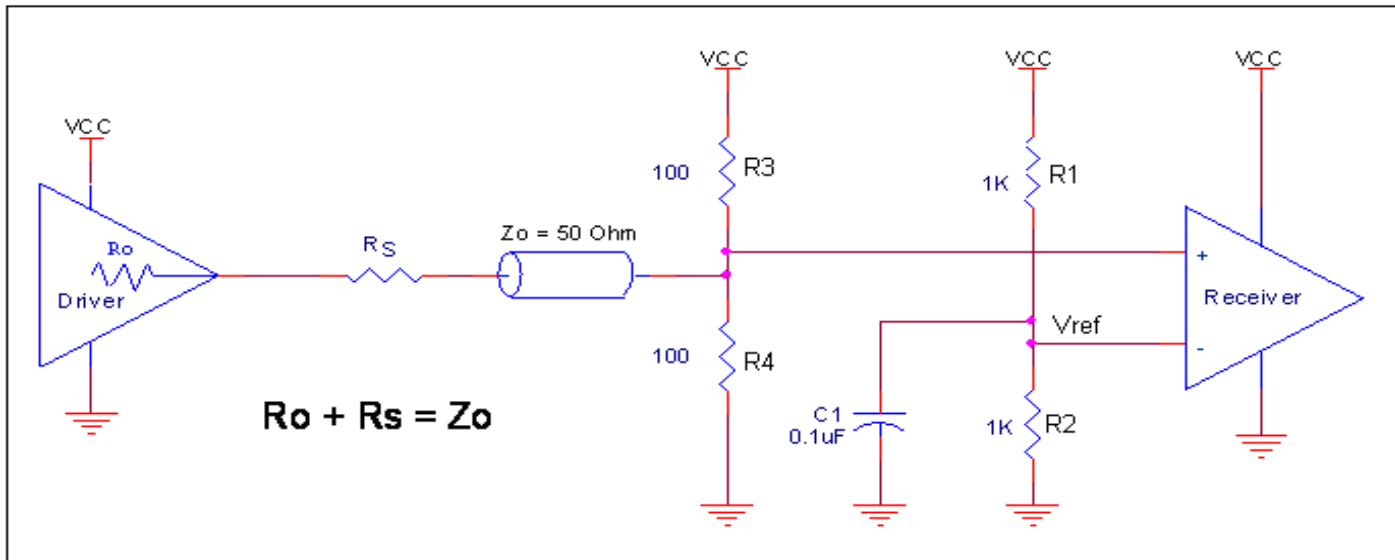 VCC
VCC
VCC
VCC
R3
100
1K
R1
Zo = 50 Ohm
RS
Ro
Driver
+
Receiver
Vref
-
100
R4
Ro + Rs = Zo
C1
0.1uF
1K
R2